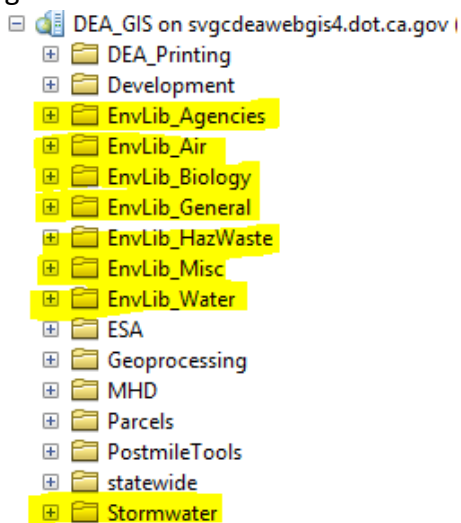 DEA_GIS on svgcdeawebgis4.dot.ca.gov (
DEA_Printing
Development
EnvLib_Agencies
EnvLib_Air
EnvLib_Biology
EnvLib_General
EnvLib_HazWaste
EnvLib_Misc
EnvLib_Water
ESA
Geoprocessing
MHD
Parcels
PostmileTools
statewide
Stormwater